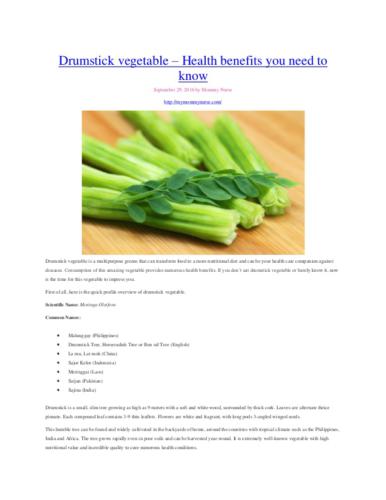 Drumstick vegetable – Health benefits you need to
know
September 29, 2016 by Mommy Nurse
http://mymommynurse.com/
Drumstick vegetable is a multipurpose greens that can transform food to a more nutritional diet and can be your health care companion against
diseases. Consumption of this amazing vegetable provides numerous health benefits. If you don't eat drumstick vegetable or barely know it, now
is the time for this vegetable to impress you.
First of all, here is the quick profile overview of drumstick vegetable.
Scientific Name: Moringa Oleifera
Common Names:
• Malunggay (Philippines)
• Drumstick Tree, Horseradish Tree or Ben oil Tree (English)
• La mu, Lat mok (China)
• Sajor Kelor (Indonesia)
• Moringgai (Laos)
• Sarjun (Pakistan)
• Sajina (India)
Drumstick is a small, slim tree growing as high as 9 meters with a soft and white wood, surrounded by thick cork. Leaves are alternate thrice
pinnate. Each compound leaf contains 3-9 thin leaflets. Flowers are white and fragrant, with long pods 3-angled winged seeds.
This humble tree can be found and widely cultivated in the backyards of home, around the countries with tropical climate such as the Philippines,
India and Africa. The tree grows rapidly even in poor soils and can be harvested year round. It is extremely well-known vegetable with high
nutritional value and incredible quality to cure numerous health conditions.